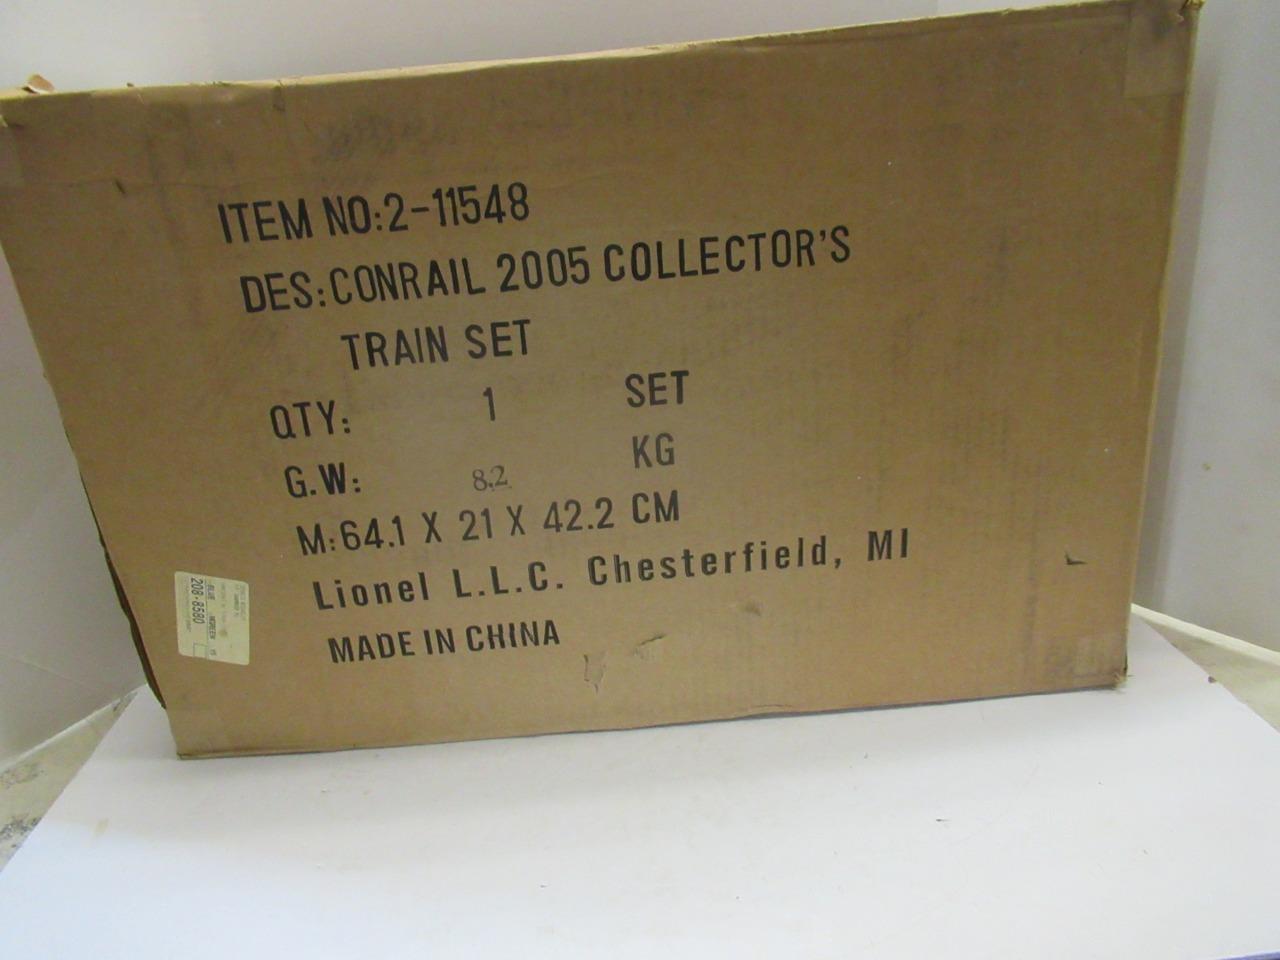 ITEM NO:2-11548
DES:CONRAIL 2005 COLLECTOR'S
TRAIN SET
QTY: 1 SET
G.W: 8.2 KG
M:64.1 X 21 X 42.2 CM
Lionel L.L.C. Chesterfield, MI
MADE IN CHINA
208-8580